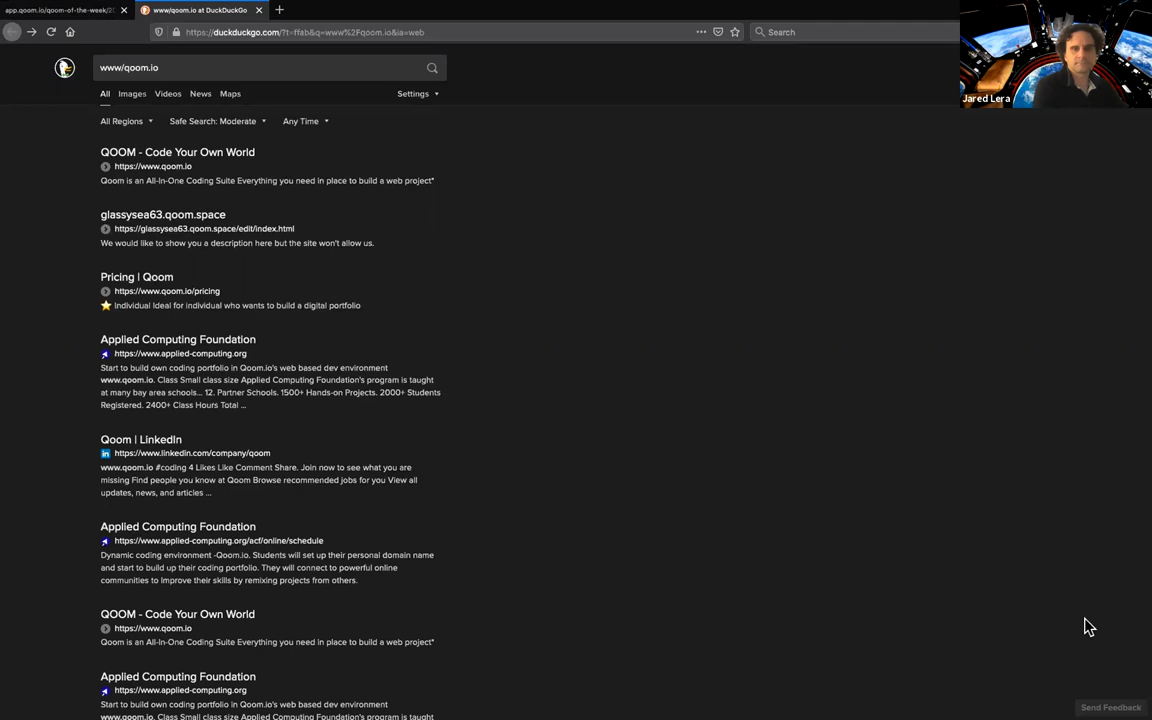 app.qoom.io/qoom-of-the-week/2
www/qoom.io at DuckDuckGo
https://duckduckgo.com/?t=ffab&q=www%2Fqoom.io&ia=web
Search
Jared Lera
www/qoom.io
All Images Videos News Maps Settings
All Regions Safe Search: Moderate Any Time
QOOM - Code Your Own World
https://www.qoom.io
Qoom is an All-In-One Coding Suite Everything you need in place to build a web project*
glassysea63.qoom.space
https://glassysea63.qoom.space/edit/index.html
We would like to show you a description here but the site won't allow us.
Pricing | Qoom
https://www.qoom.io/pricing
⭐ Individual Ideal for individual who wants to build a digital portfolio
Applied Computing Foundation
https://www.applied-computing.org
Start to build own coding portfolio in Qoom.io's web based dev environment
www.qoom.io. Class Small class size Applied Computing Foundation's program is taught
at many bay area schools... 12. Partner Schools. 1500+ Hands-on Projects. 2000+ Students
Registered. 2400+ Class Hours Total ...
Qoom | LinkedIn
in https://www.linkedin.com/company/qoom
www.qoom.io #coding 4 Likes Like Comment Share. Join now to see what you are
missing Find people you know at Qoom Browse recommended jobs for you View all
updates, news, and articles ...
Applied Computing Foundation
https://www.applied-computing.org/acf/online/schedule
Dynamic coding environment -Qoom.io. Students will set up their personal domain name
and start to build up their coding portfolio. They will connect to powerful online
communities to Improve their skills by remixing projects from others.
QOOM - Code Your Own World
https://www.qoom.io
Qoom is an All-In-One Coding Suite Everything you need in place to build a web project*
Applied Computing Foundation
https://www.applied-computing.org
Start to build own coding portfolio in Qoom.io's web based dev environment
www.qoom.io. Class Small class size Applied Computing Foundation's program is taught
Send Feedback